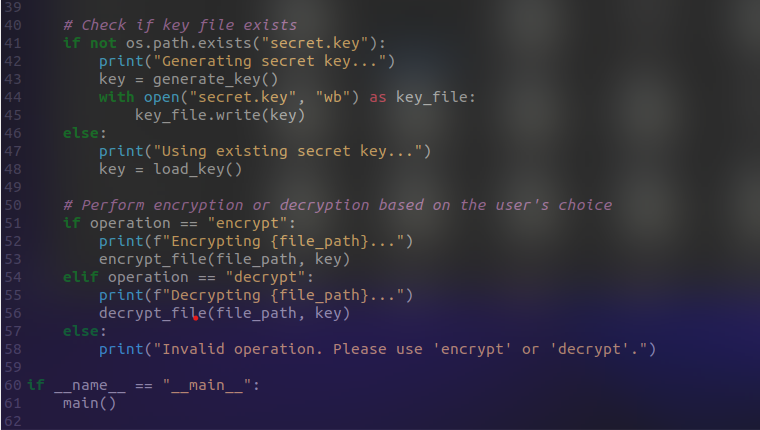 39
40     # Check if key file exists
41     if not os.path.exists("secret.key"):
42         print("Generating secret key...")
43         key = generate_key()
44         with open("secret.key", "wb") as key_file:
45             key_file.write(key)
46     else:
47         print("Using existing secret key...")
48         key = load_key()
49
50     # Perform encryption or decryption based on the user's choice
51     if operation == "encrypt":
52         print(f"Encrypting {file_path}...")
53         encrypt_file(file_path, key)
54     elif operation == "decrypt":
55         print(f"Decrypting {file_path}...")
56         decrypt_file(file_path, key)
57     else:
58         print("Invalid operation. Please use 'encrypt' or 'decrypt'.")
59
60 if __name__ == "__main__":
61     main()
62